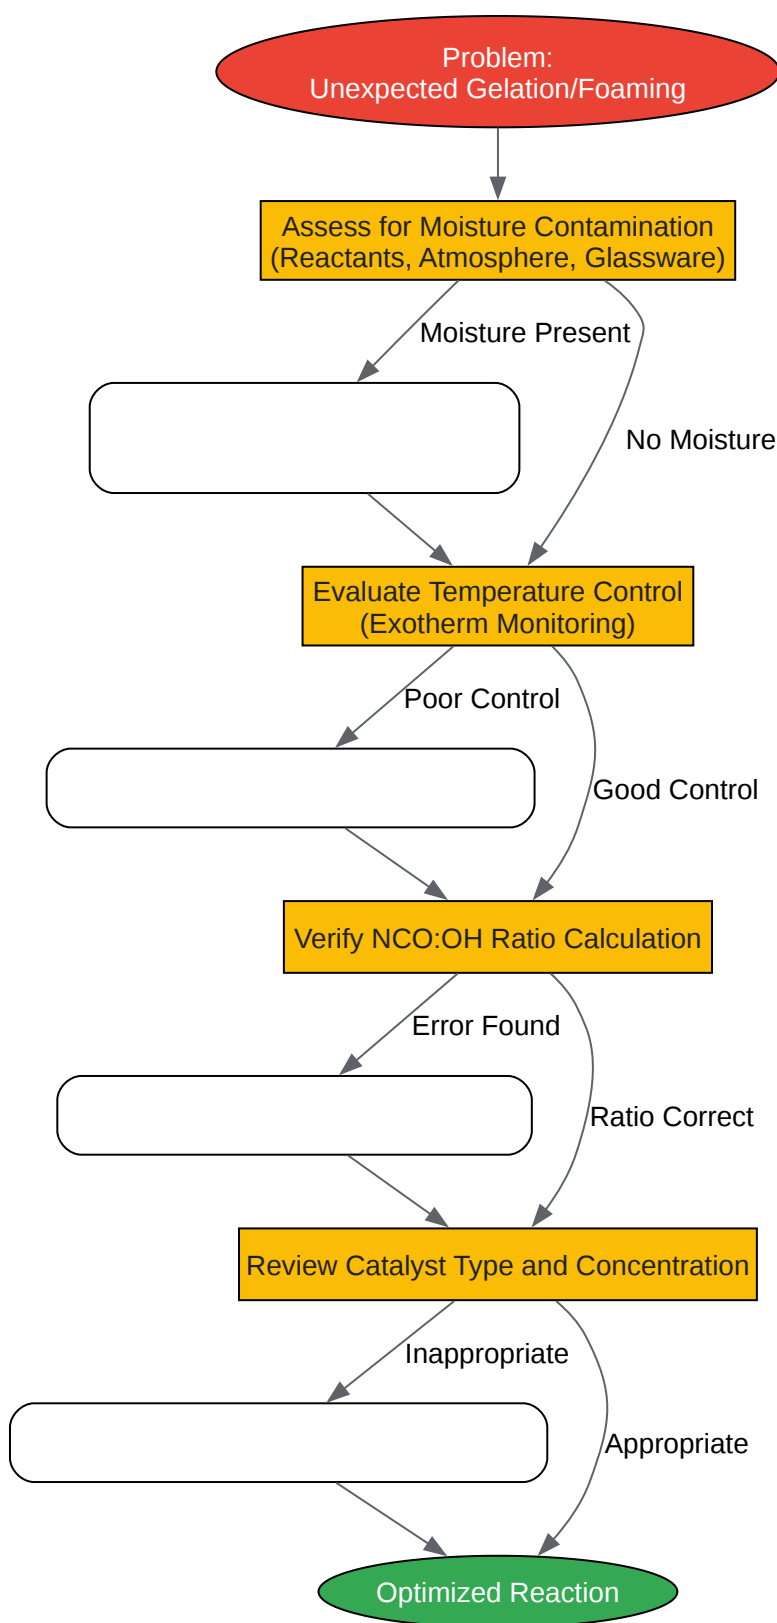 Problem:
Unexpected Gelation/Foaming
Assess for Moisture Contamination
(Reactants, Atmosphere, Glassware)
Moisture Present
No Moisture
Evaluate Temperature Control
(Exotherm Monitoring)
Poor Control
Good Control
Verify NCO:OH Ratio Calculation
Error Found
Ratio Correct
Review Catalyst Type and Concentration
Inappropriate
Appropriate
Optimized Reaction